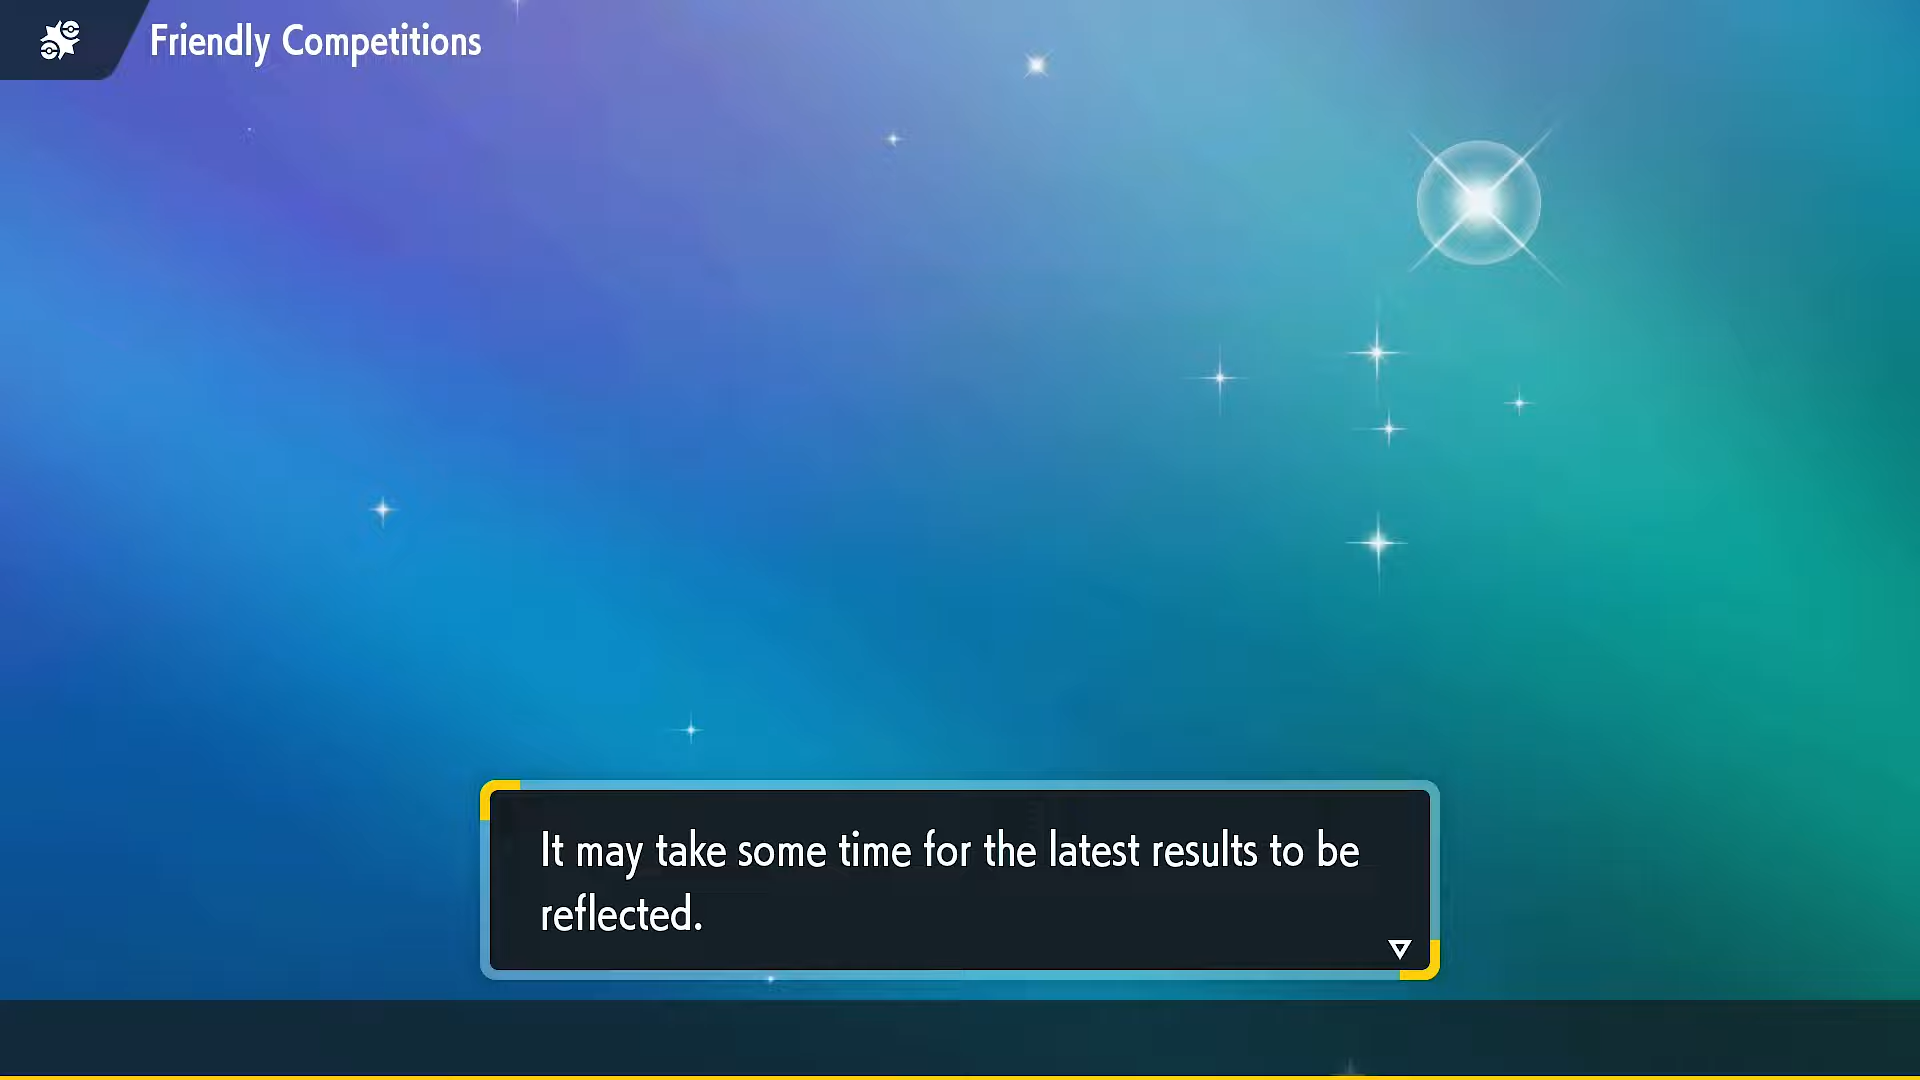 Friendly Competitions
It may take some time for the latest results to be
reflected.